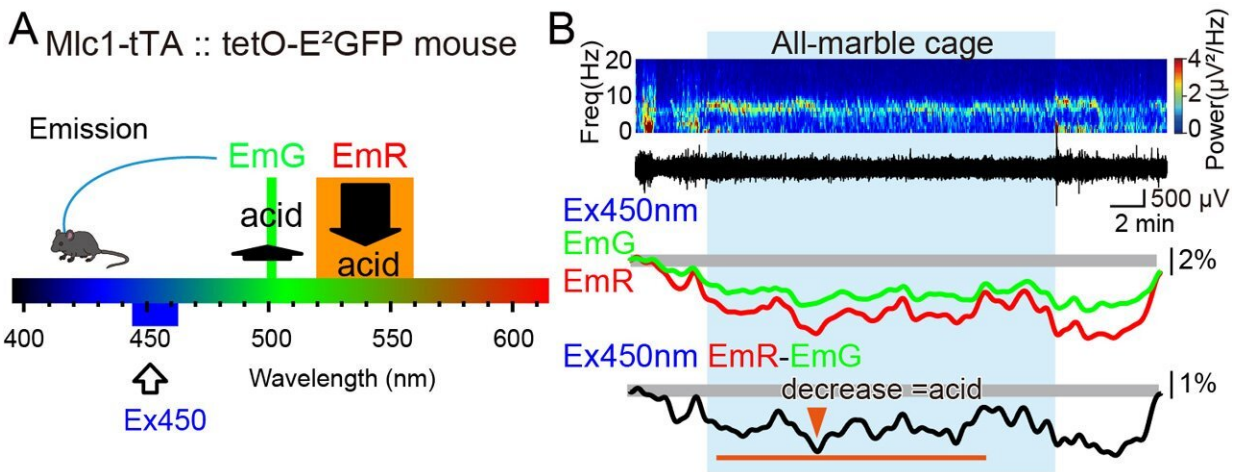 A Mlc1-tTA :: tetO-E²GFP mouse
Emission
EmG EmR
acid
acid
400 450 500 550 600
Wavelength (nm)
Ex450
B All-marble cage
Freq(Hz)
20
10
0
4
2
0
Power(μV²/Hz)
500 μV
2 min
Ex450nm
EmG
EmR
2%
Ex450nm EmR-EmG
decrease =acid
1%